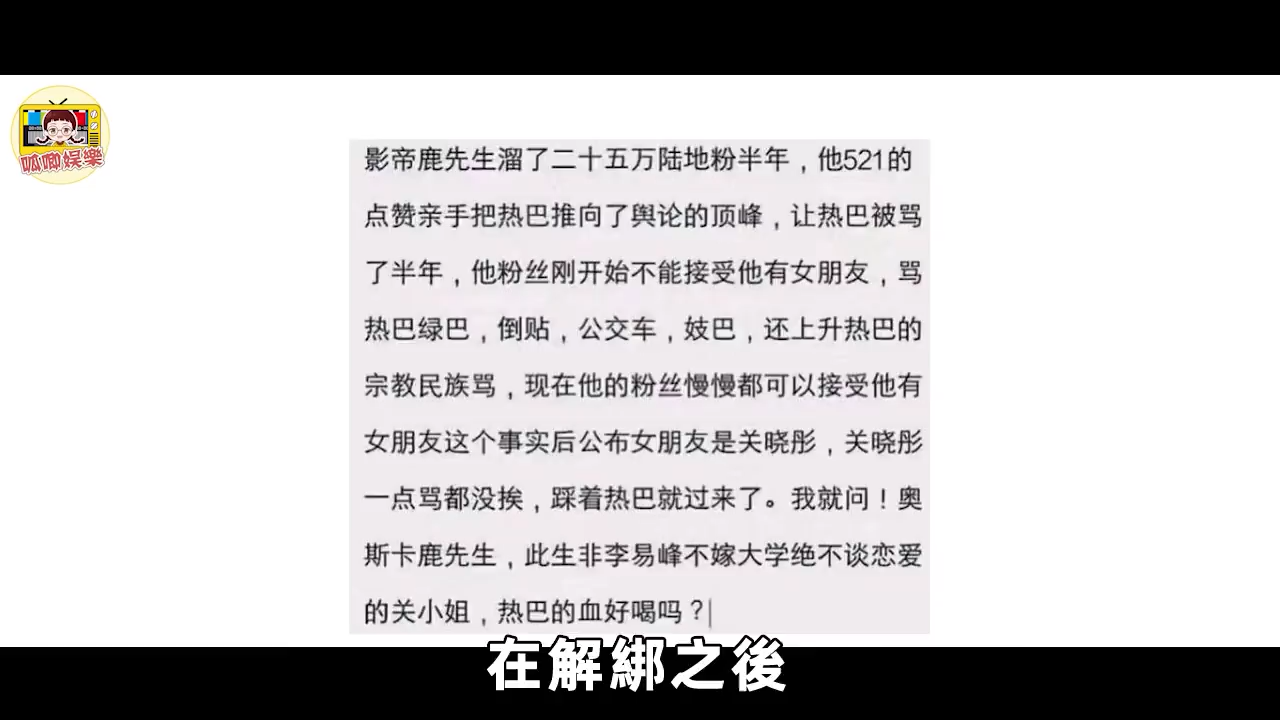 呱唧娱樂
影帝鹿先生溜了二十五万陆地粉半年，他521的
点赞亲手把热巴推向了舆论的顶峰，让热巴被骂
了半年，他粉丝刚开始不能接受他有女朋友，骂
热巴绿巴，倒贴，公交车，妓巴，还上升热巴的
宗教民族骂，现在他的粉丝慢慢都可以接受他有
女朋友这个事实后公布女朋友是关晓彤，关晓彤
一点骂都没挨，踩着热巴就过来了。我就问！奥
斯卡鹿先生，此生非李易峰不嫁大学绝不谈恋爱
的关小姐，热巴的血好喝吗？
在解綁之後